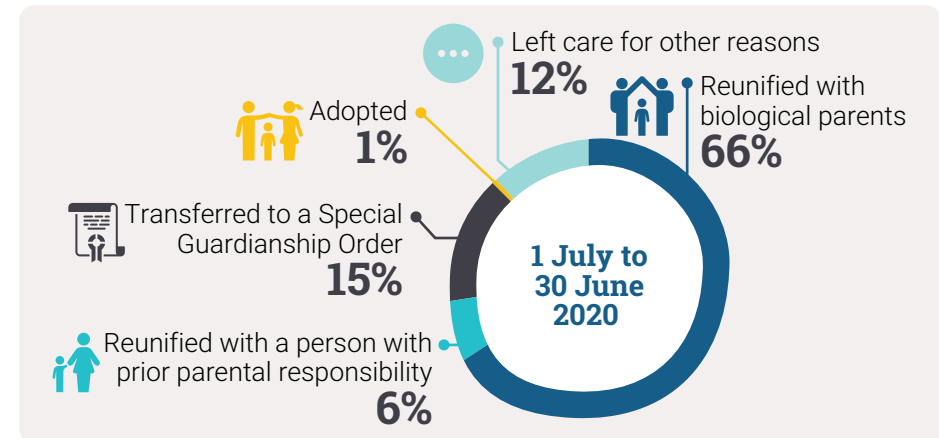 Left care for other reasons
12%
Reunified with
biological parents
66%
Adopted
1%
Transferred to a Special
Guardianship Order
15%
1 July to
30 June
2020
Reunified with a person with
prior parental responsibility
6%